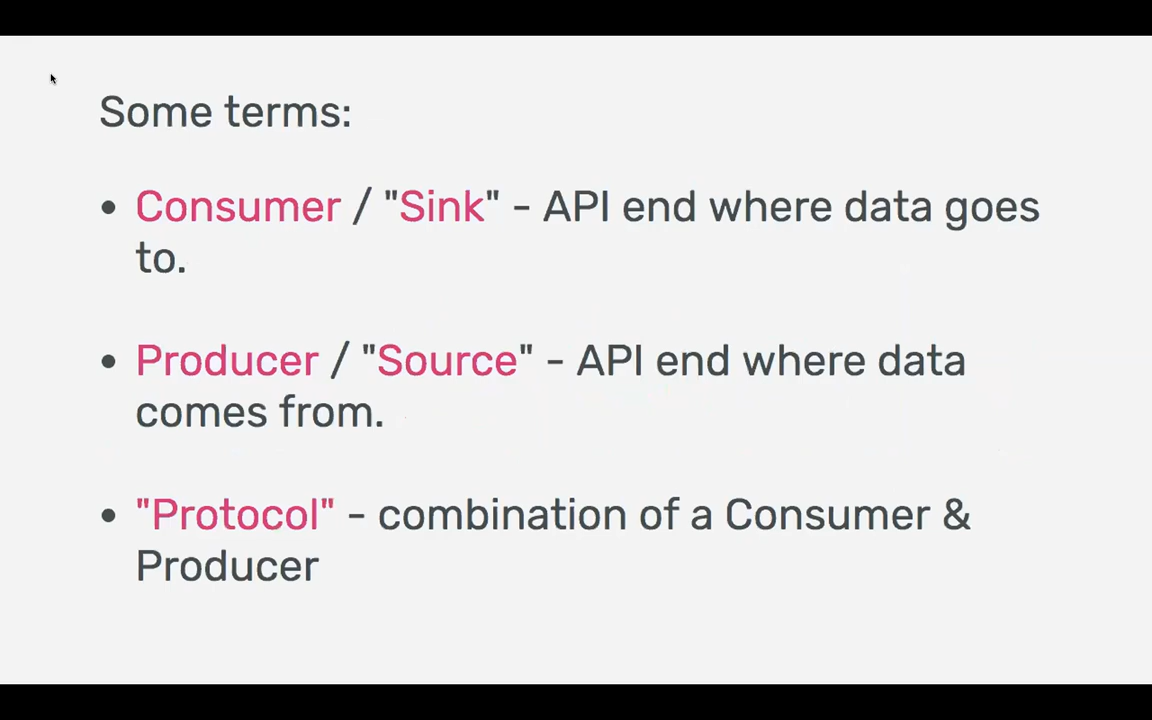 Some terms:
• Consumer / "Sink" - API end where data goes
to.
• Producer / "Source" - API end where data
comes from.
• "Protocol" - combination of a Consumer &
Producer